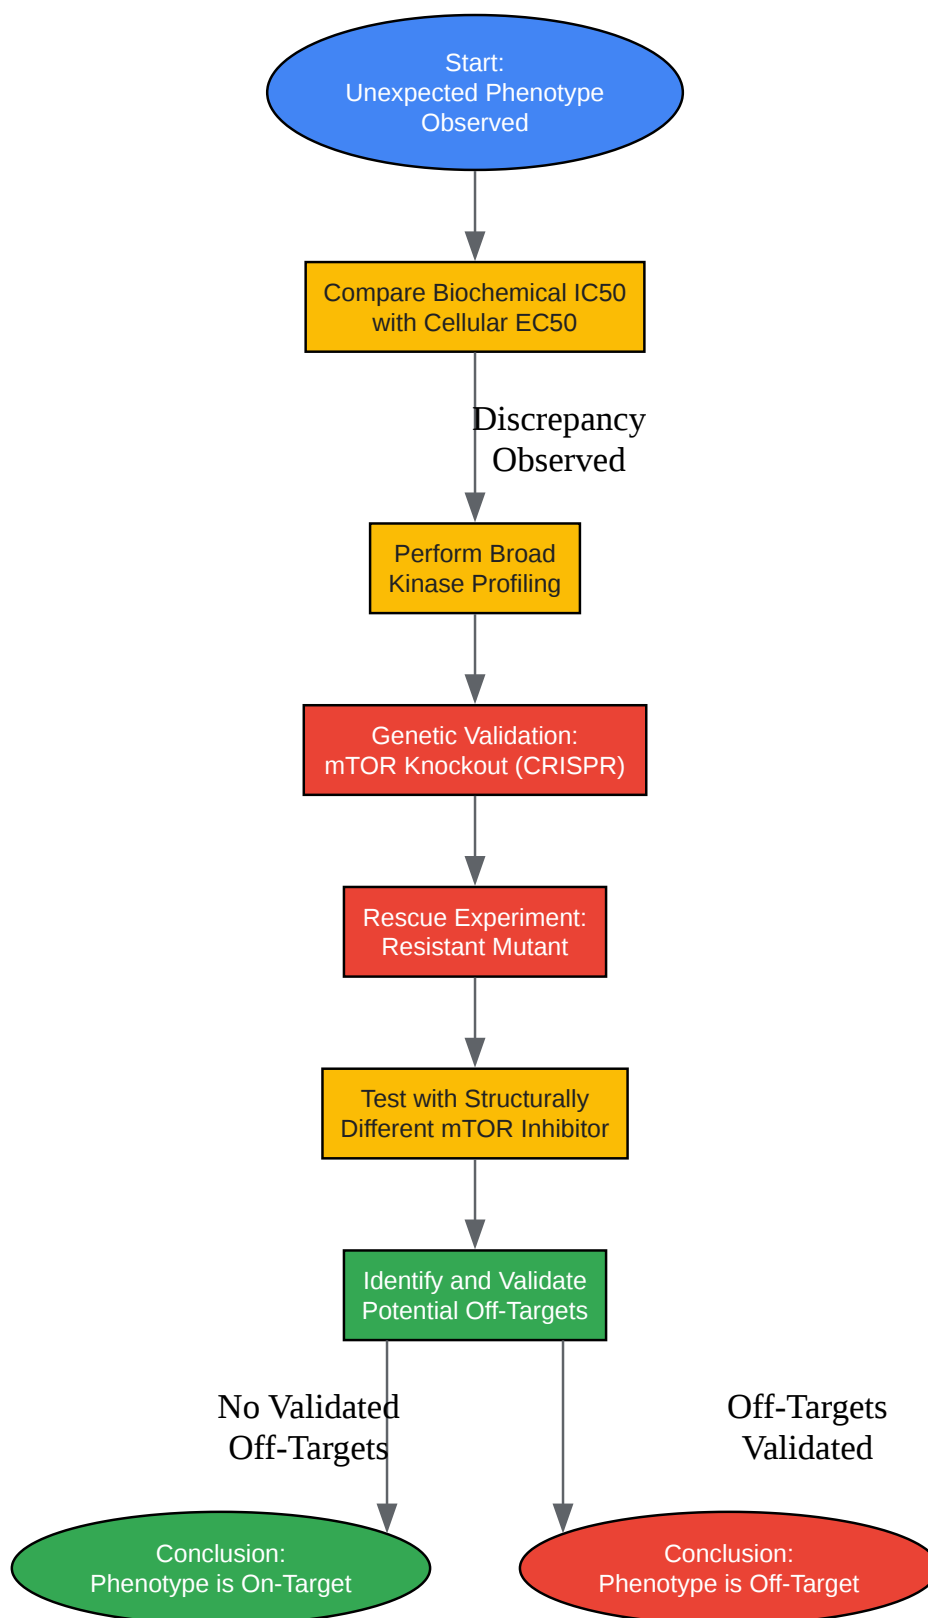 Start:
Unexpected Phenotype
Observed
Compare Biochemical IC50
with Cellular EC50
Discrepancy
Observed
Perform Broad
Kinase Profiling
Genetic Validation:
mTOR Knockout (CRISPR)
Rescue Experiment:
Resistant Mutant
Test with Structurally
Different mTOR Inhibitor
Identify and Validate
Potential Off-Targets
No Validated
Off-Targets
Off-Targets
Validated
Conclusion:
Phenotype is On-Target
Conclusion:
Phenotype is Off-Target